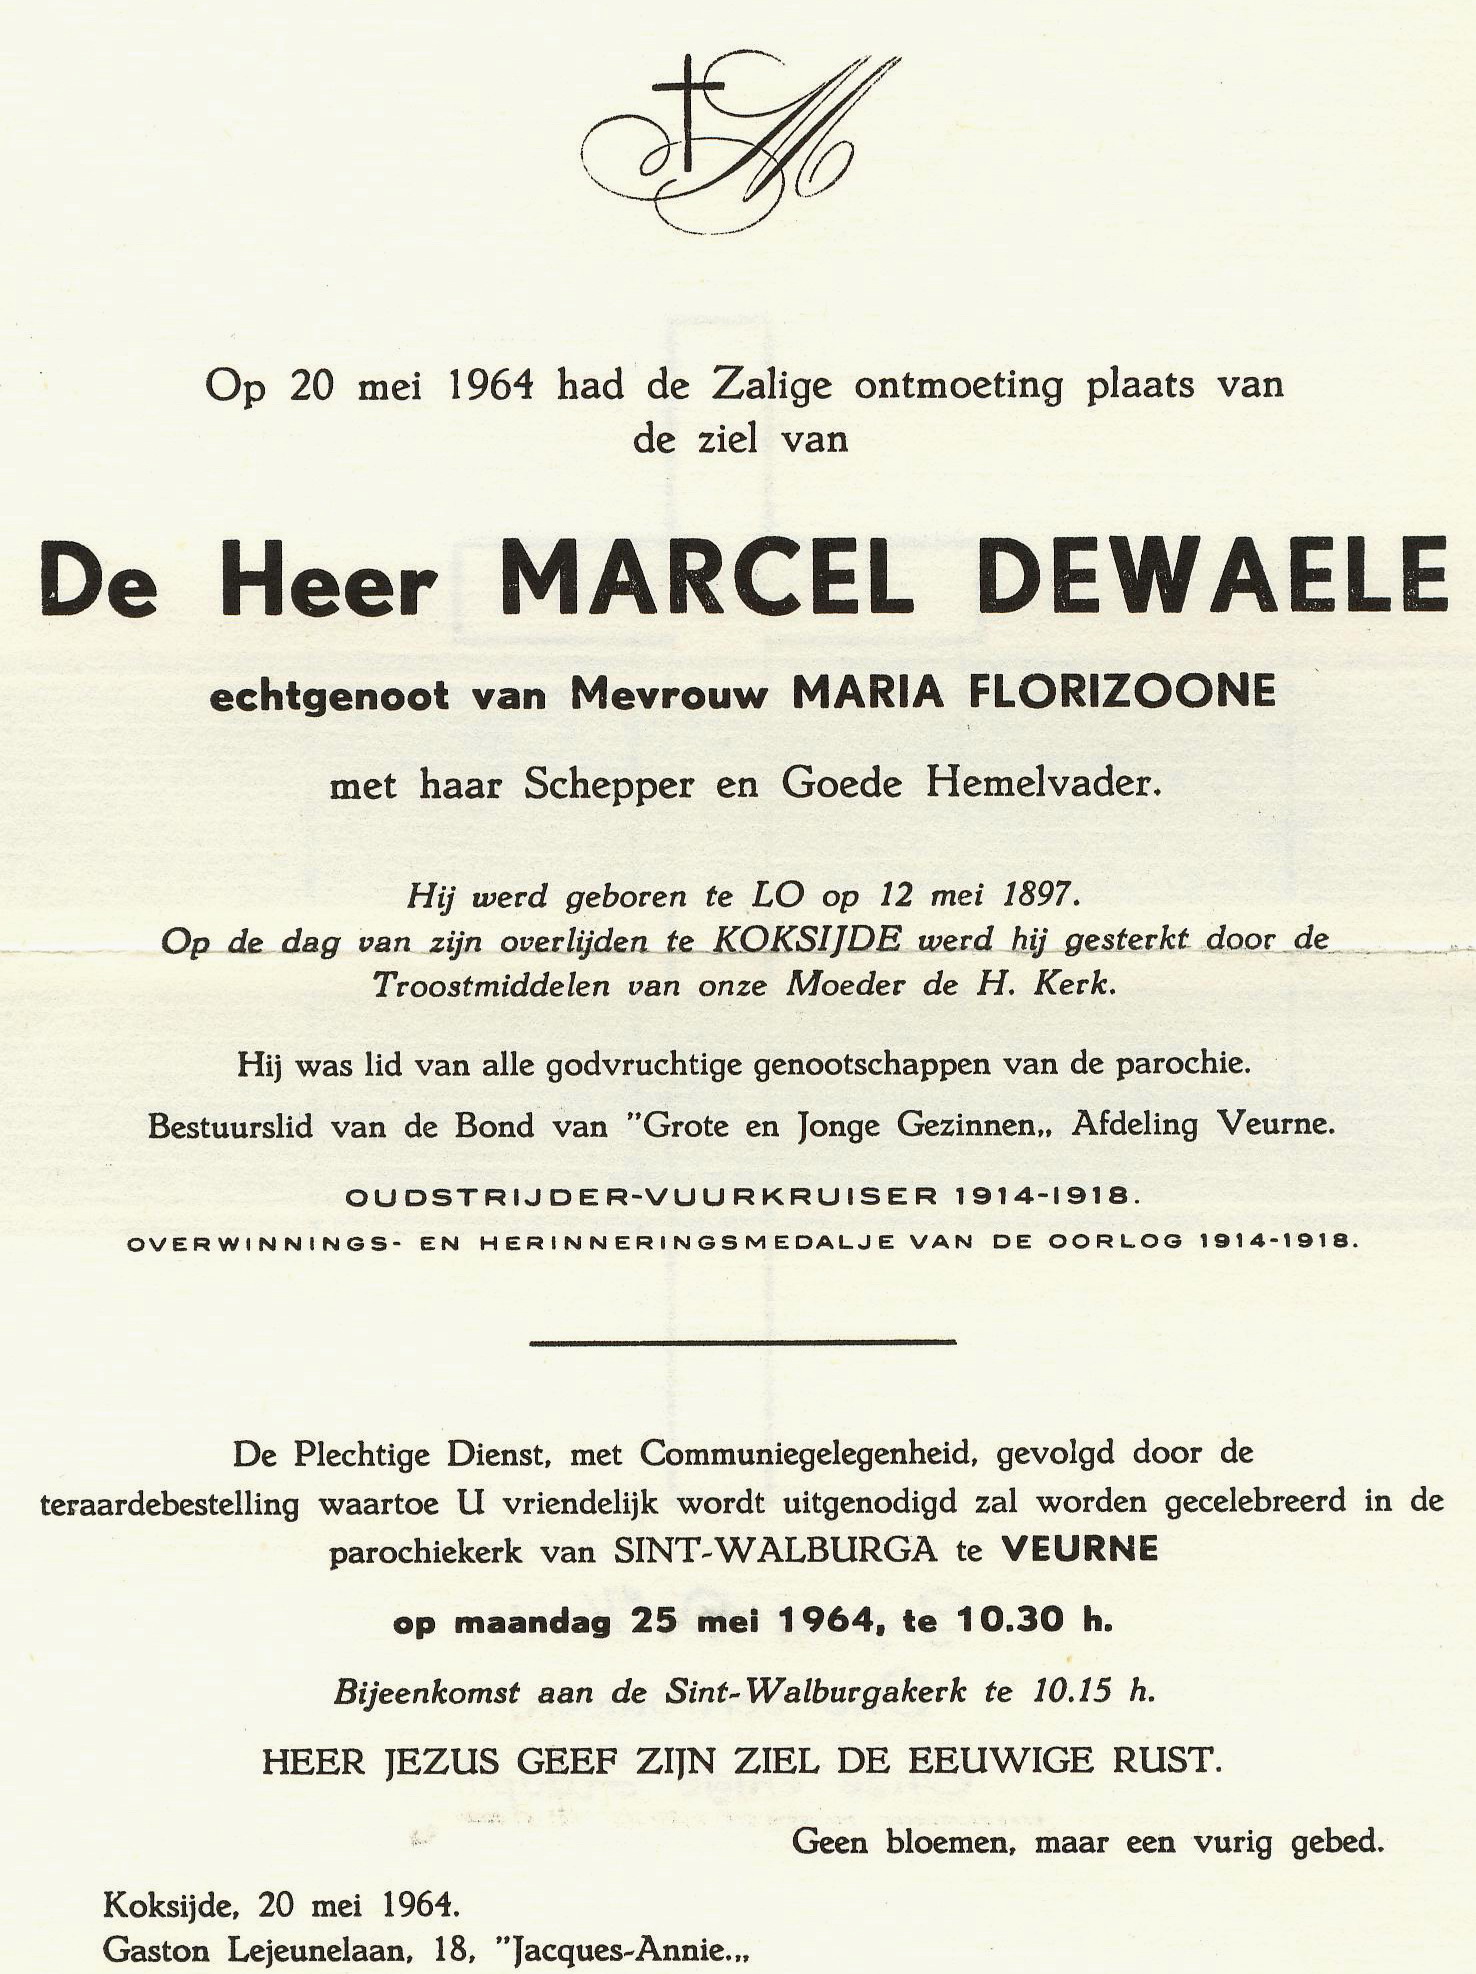 M
Op 20 mei 1964 had de Zalige ontmoeting plaats van
de ziel van
De Heer MARCEL DEWAELE
echtgenoot van Mevrouw MARIA FLORIZOONE
met haar Schepper en Goede Hemelvader.
Hij werd geboren te LO op 12 mei 1897.
Op de dag van zijn overlijden te KOKSIJDE werd hij gesterkt door de
Troostmiddelen van onze Moeder de H. Kerk.
Hij was lid van alle godvruchtige genootschappen van de parochie.
Bestuurslid van de Bond van ”Grote en Jonge Gezinnen„ Afdeling Veurne.
OUDSTRIJDER-VUURKRUISER 1914-1918.
OVERWINNINGS- EN HERINNERINGSMEDALJE VAN DE OORLOG 1914-1918.
De Plechtige Dienst, met Communiegelegenheid, gevolgd door de
teraardebestelling waartoe U vriendelijk wordt uitgenodigd zal worden gecelebreerd in de
parochiekerk van SINT-WALBURGA te VEURNE
op maandag 25 mei 1964, te 10.30 h.
Bijeenkomst aan de Sint-Walburgakerk te 10.15 h.
HEER JEZUS GEEF ZIJN ZIEL DE EEUWIGE RUST.
Geen bloemen, maar een vurig gebed.
Koksijde, 20 mei 1964.
Gaston Lejeunelaan, 18, ”Jacques-Annie.„